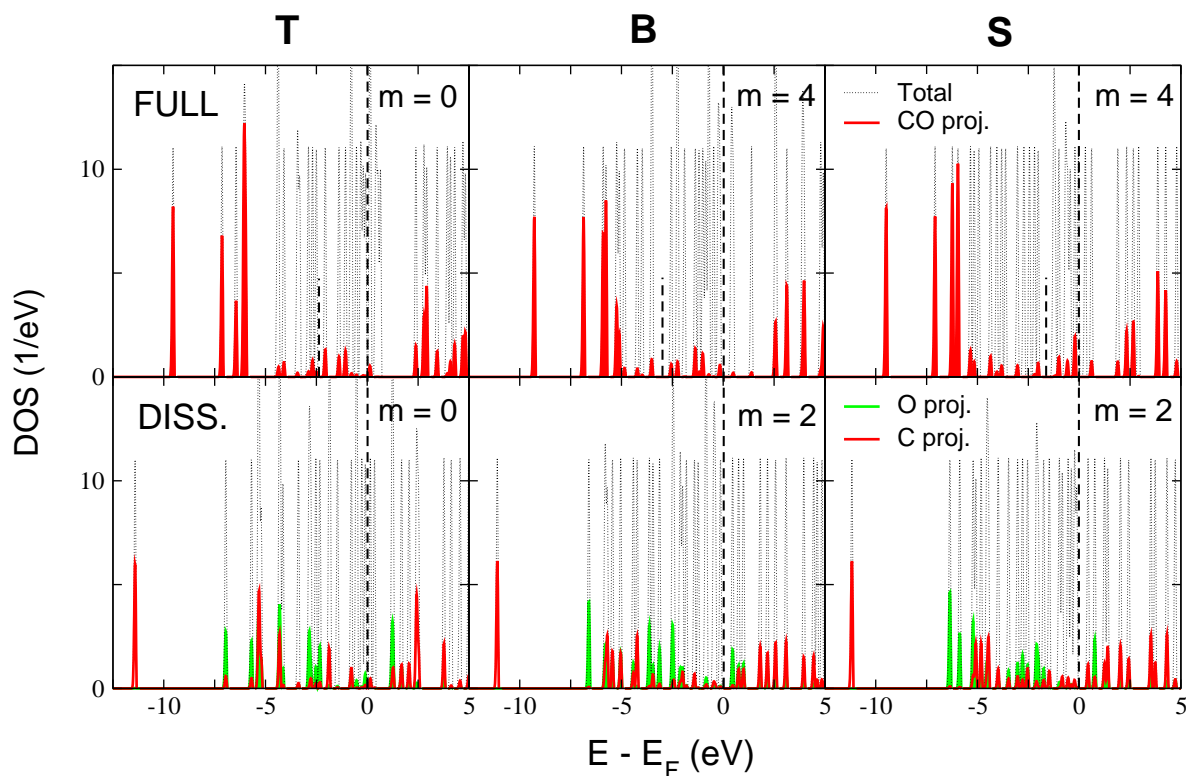 T B S
FULL m = 0 m = 4 m = 4
Total
CO proj.
10
0
DOS (1/eV)
DISS. m = 0 m = 2 m = 2
O proj.
C proj.
10
0
-10 -5 0 5 -10 -5 0 5 -10 -5 0 5
E - E_F (eV)